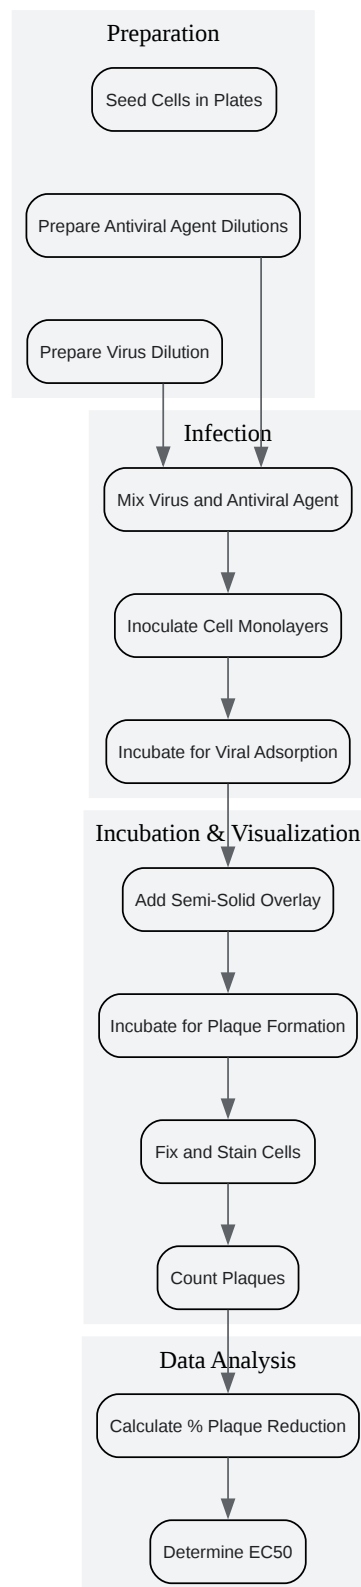 Preparation
Seed Cells in Plates
Prepare Antiviral Agent Dilutions
Prepare Virus Dilution
Infection
Mix Virus and Antiviral Agent
Inoculate Cell Monolayers
Incubate for Viral Adsorption
Incubation & Visualization
Add Semi-Solid Overlay
Incubate for Plaque Formation
Fix and Stain Cells
Count Plaques
Data Analysis
Calculate % Plaque Reduction
Determine EC50